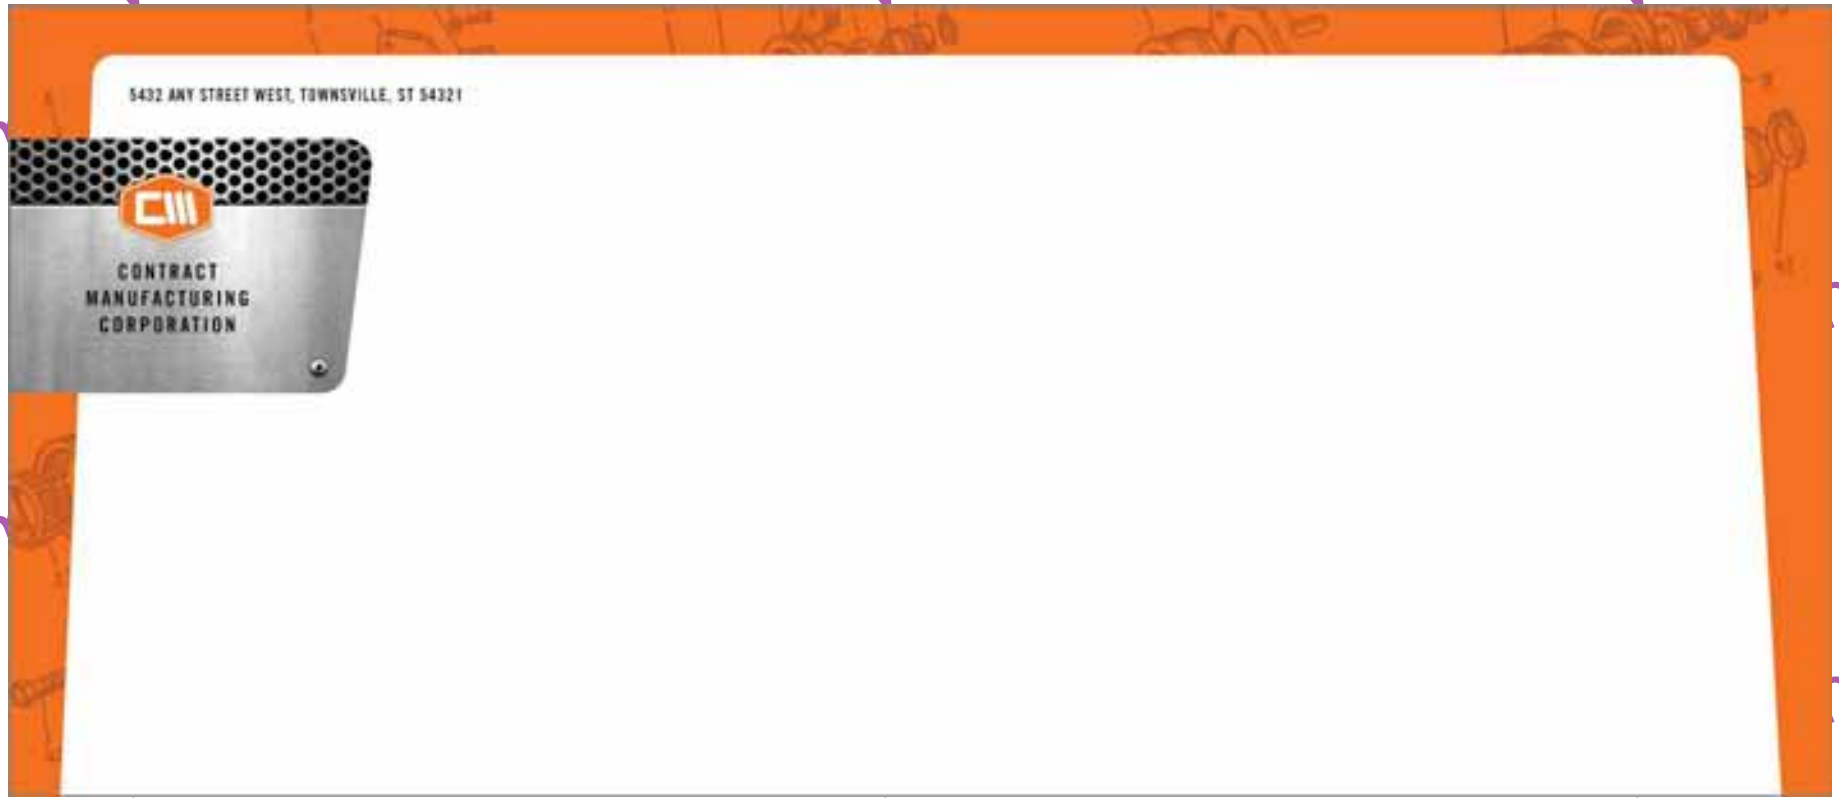 5432 ANY STREET WEST, TOWNSVILLE, ST 54321
CM
CONTRACT
MANUFACTURING
CORPORATION